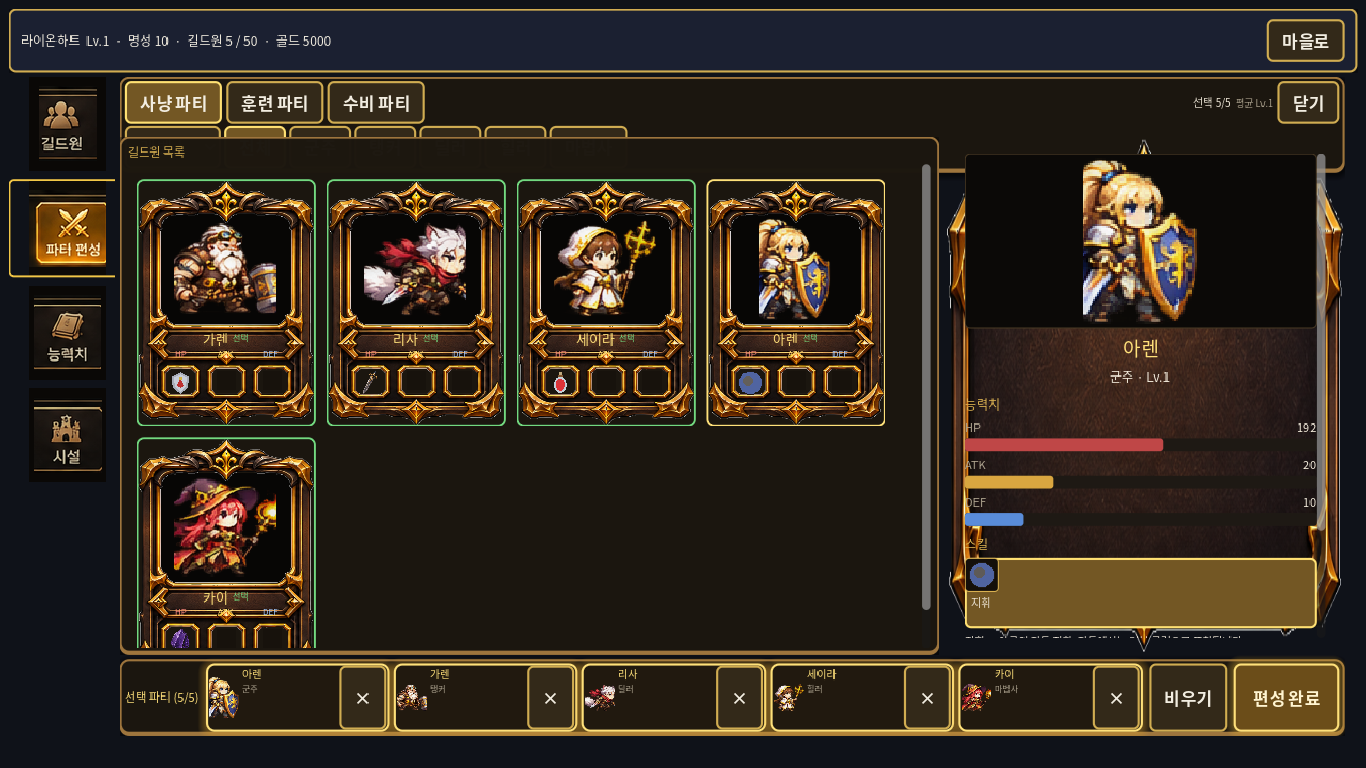 라이온하트 Lv.1 - 명성 10 · 길드원 5 / 50 · 골드 5000
마을로
길드원
파티 편성
능력치
시셀
사냥 파티
훈련 파티
수비 파티
선택 5/5 평균 Lv.1
닫기
길드원 목록
가렌 선택
HP ATK DEF
리사 선택
HP ATK DEF
세이라 선택
HP ATK DEF
아렌 선택
HP ATK DEF
카이 선택
HP ATK DEF
아렌
군주 · Lv.1
능력치
HP 192
ATK 20
DEF 10
스킬
지휘
선택 파티 (5/5)
아렌
군주
×
가렌
탱커
×
리사
딜러
×
세이라
힐러
×
카이
마법사
×
비우기
편성 완료